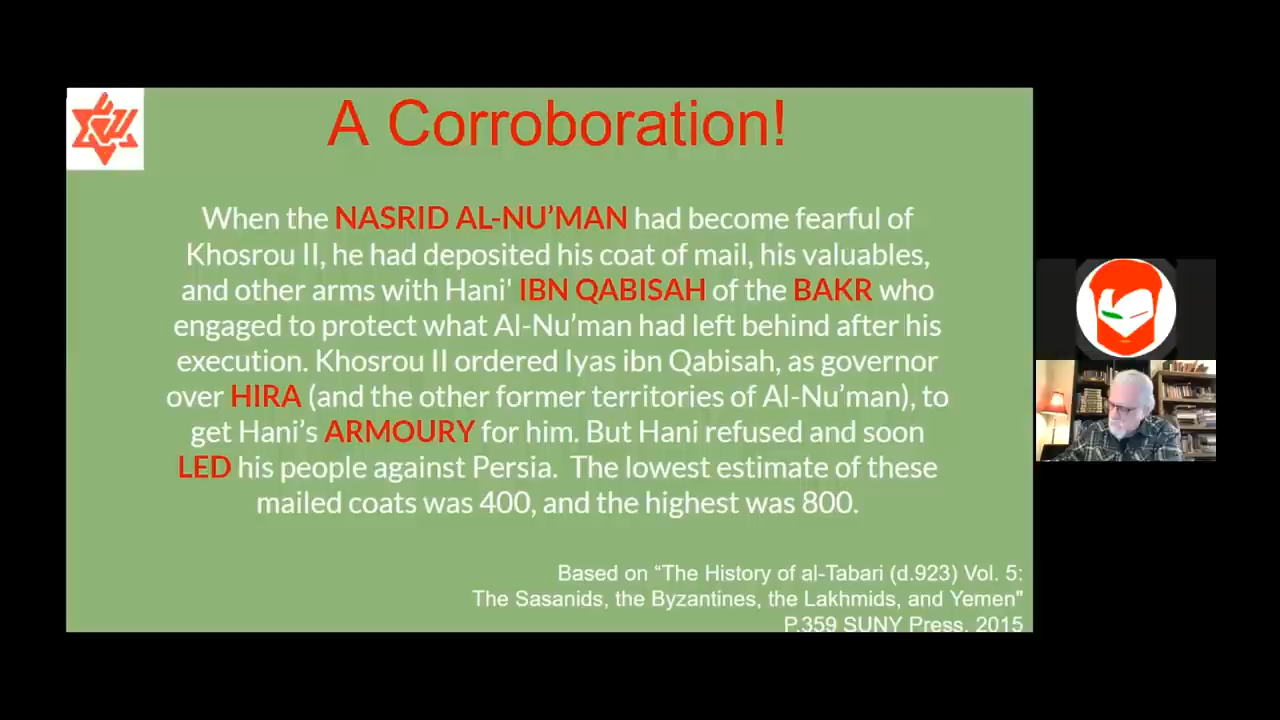 A Corroboration!
When the NASRID AL-NU’MAN had become fearful of
Khosrou II, he had deposited his coat of mail, his valuables,
and other arms with Hani' IBN QABISAH of the BAKR who
engaged to protect what Al-Nu’man had left behind after his
execution. Khosrou II ordered Iyas ibn Qabisah, as governor
over HIRA (and the other former territories of Al-Nu’man), to
get Hani’s ARMOURY for him. But Hani refused and soon
LED his people against Persia.  The lowest estimate of these
mailed coats was 400, and the highest was 800.
Based on “The History of al-Tabari (d.923) Vol. 5:
The Sasanids, the Byzantines, the Lakhmids, and Yemen"
P.359 SUNY Press, 2015